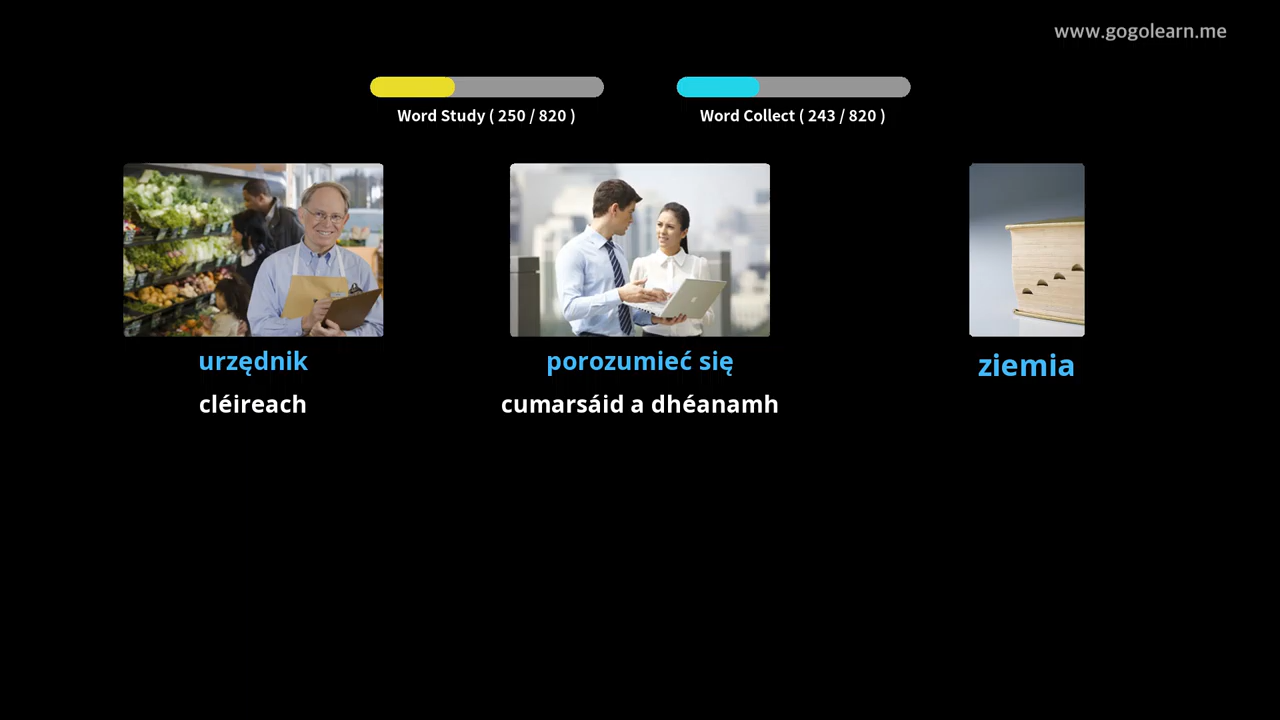 www.gogolearn.me
Word Study ( 250 / 820 )
Word Collect ( 243 / 820 )
urzędnik
cléireach
porozumieć się
cumarsáid a dhéanamh
ziemia